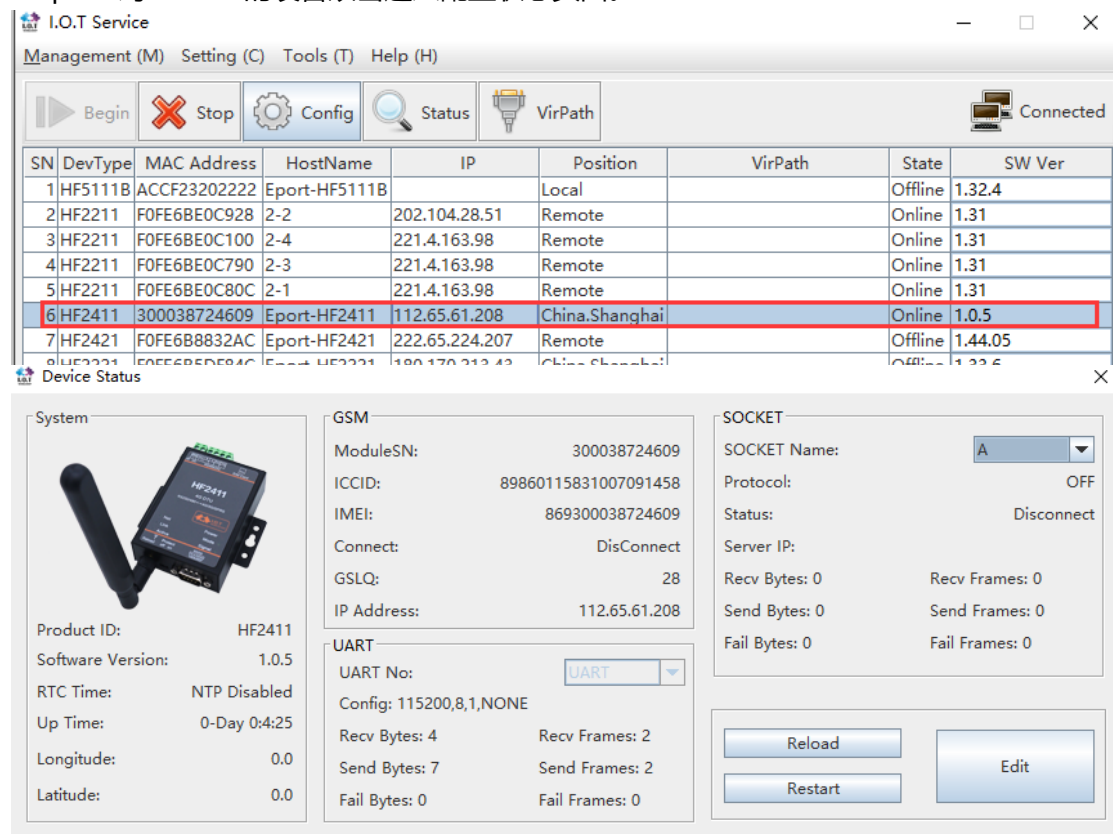 I.O.T Service
Management (M) Setting (C) Tools (T) Help (H)
Begin Stop Config Status VirPath Connected
SN DevType MAC Address HostName IP Position VirPath State SW Ver
1 HF5111B ACCF23202222 Eport-HF5111B Local Offline 1.32.4
2 HF2211 F0FE6BE0C928 2-2 202.104.28.51 Remote Online 1.31
3 HF2211 F0FE6BE0C100 2-4 221.4.163.98 Remote Online 1.31
4 HF2211 F0FE6BE0C790 2-3 221.4.163.98 Remote Online 1.31
5 HF2211 F0FE6BE0C80C 2-1 221.4.163.98 Remote Online 1.31
6 HF2411 300038724609 Eport-HF2411 112.65.61.208 China.Shanghai Online 1.0.5
7 HF2421 F0FE6B8832AC Eport-HF2421 222.65.224.207 Remote Offline 1.44.05
Device Status
System
HF2411
Product ID: HF2411
Software Version: 1.0.5
RTC Time: NTP Disabled
Up Time: 0-Day 0:4:25
Longitude: 0.0
Latitude: 0.0
GSM
ModuleSN: 300038724609
ICCID: 89860115831007091458
IMEI: 869300038724609
Connect: DisConnect
GSLQ: 28
IP Address: 112.65.61.208
UART
UART No: UART
Config: 115200,8,1,NONE
Recv Bytes: 4 Recv Frames: 2
Send Bytes: 7 Send Frames: 2
Fail Bytes: 0 Fail Frames: 0
SOCKET
SOCKET Name: A
Protocol: OFF
Status: Disconnect
Server IP:
Recv Bytes: 0 Recv Frames: 0
Send Bytes: 0 Send Frames: 0
Fail Bytes: 0 Fail Frames: 0
Reload
Restart
Edit